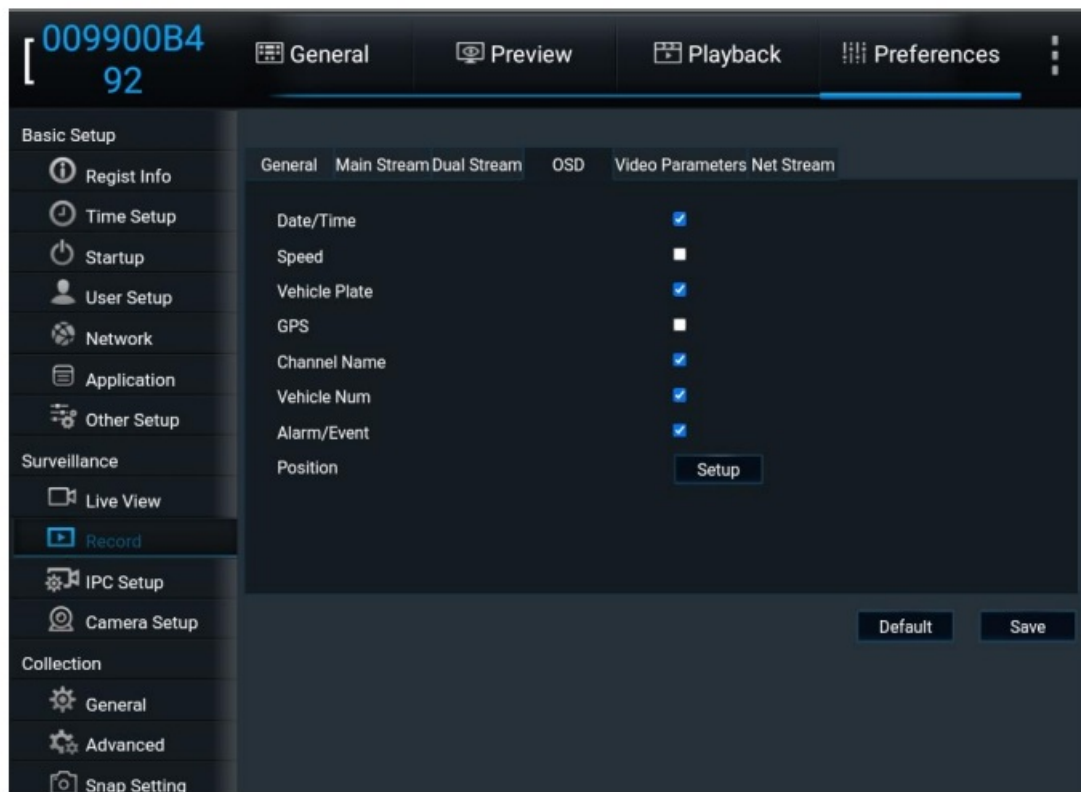 [ 009900B4
92
General
Preview
Playback
Preferences
Basic Setup
Regist Info
Time Setup
Startup
User Setup
Network
Application
Other Setup
Surveillance
Live View
Record
IPC Setup
Camera Setup
Collection
General
Advanced
Snap Setting
General Main Stream Dual Stream OSD Video Parameters Net Stream
Date/Time
Speed
Vehicle Plate
GPS
Channel Name
Vehicle Num
Alarm/Event
Position Setup
Default Save